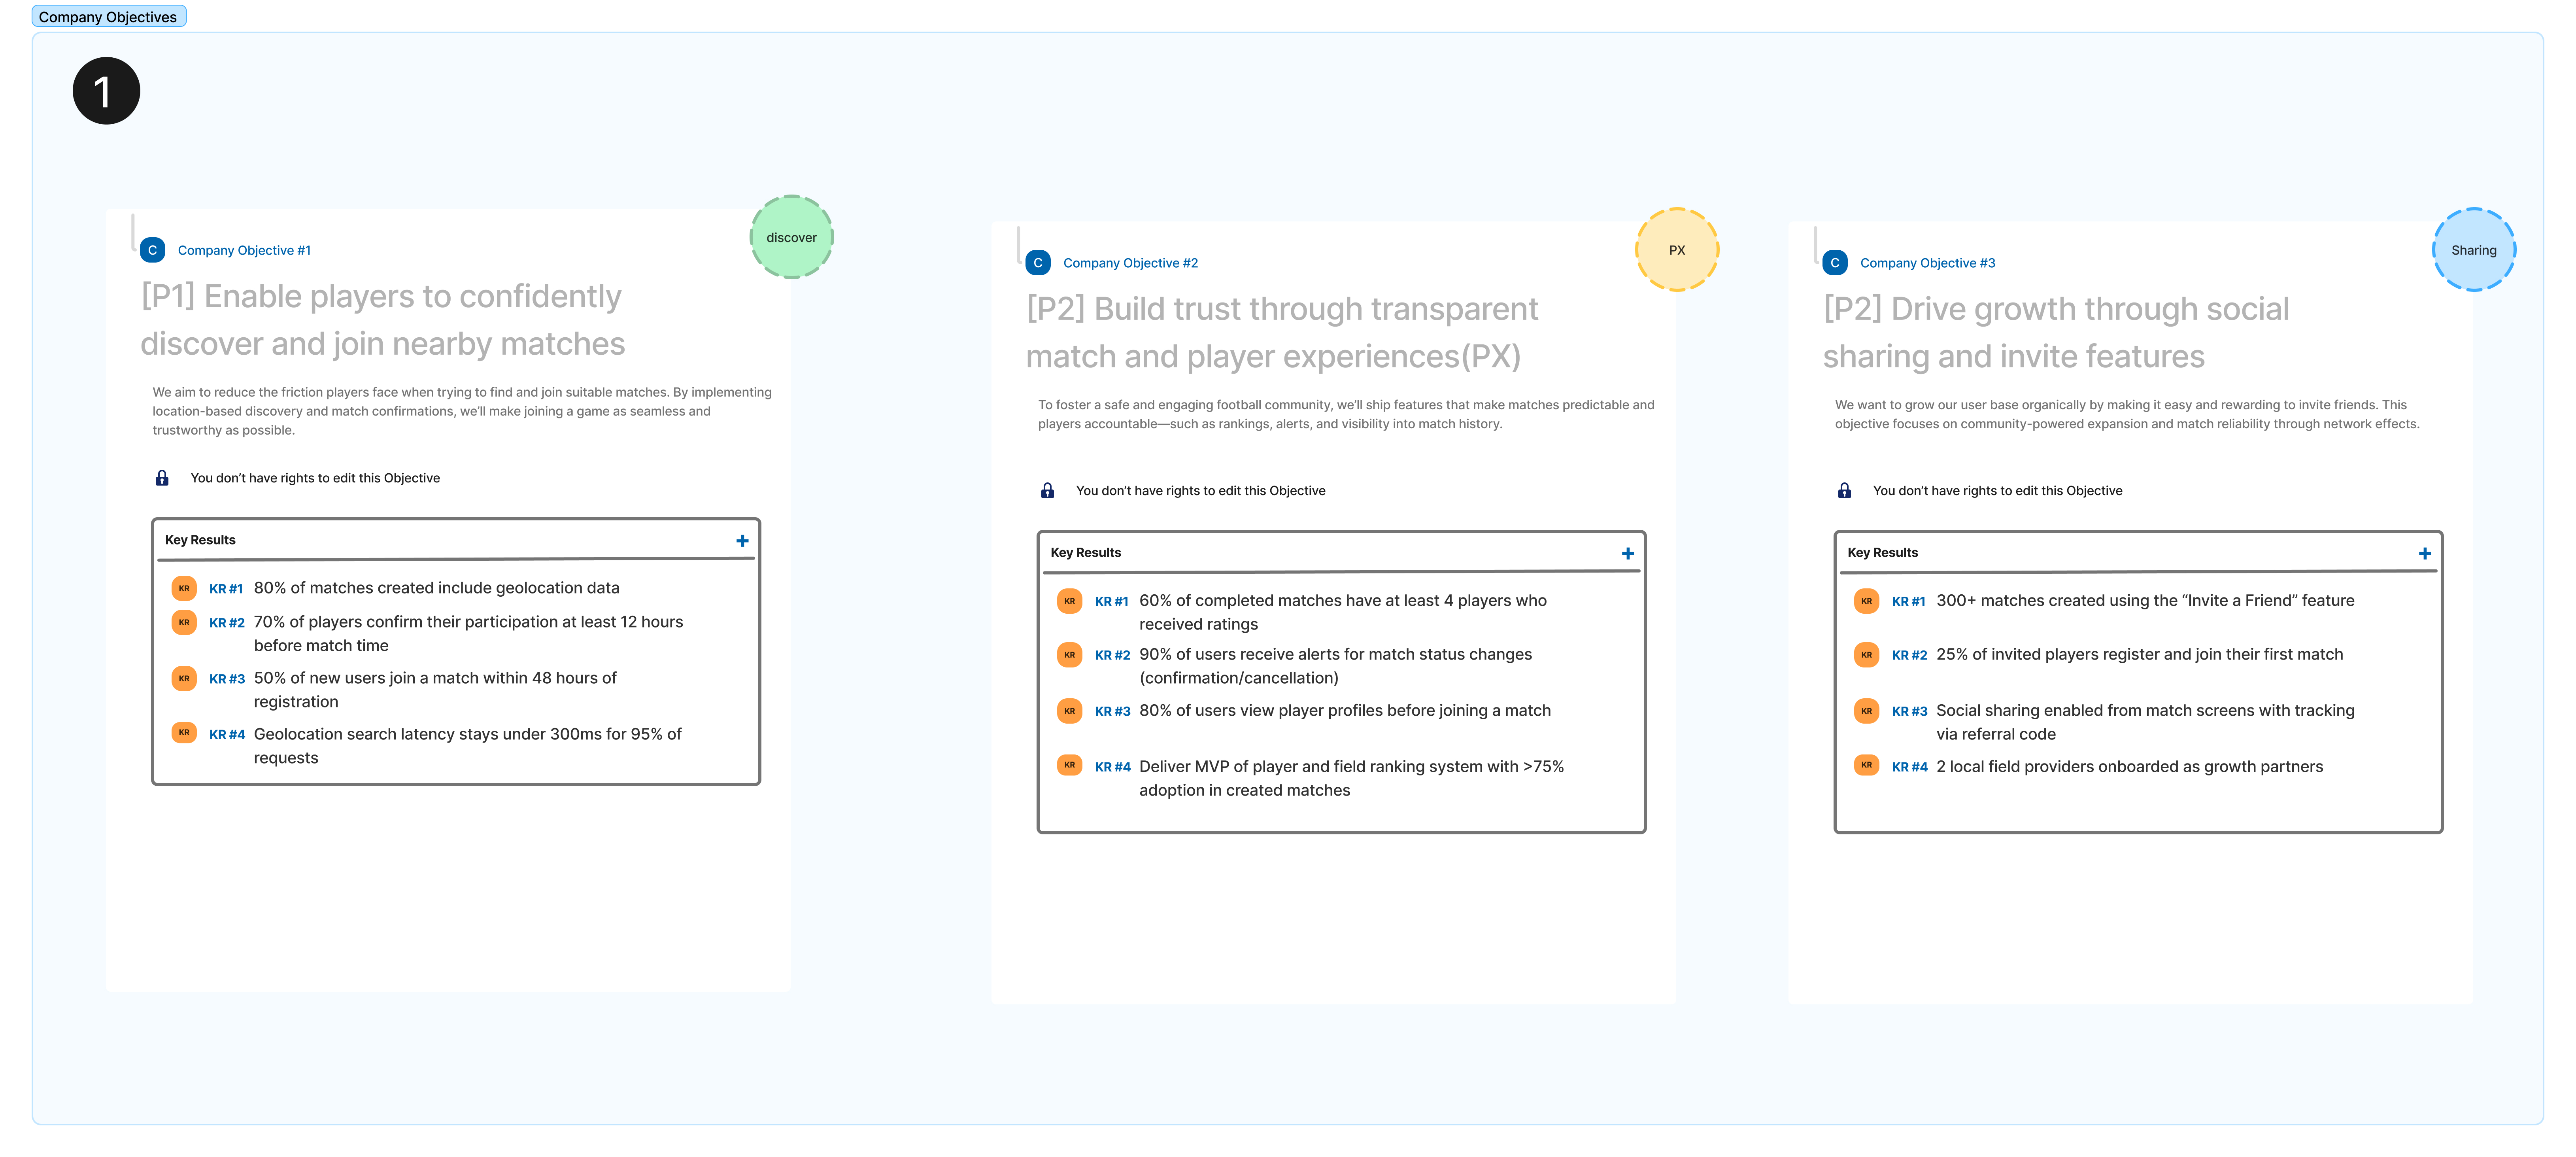 Company Objectives
1
discover
C
Company Objective #1
[P1] Enable players to confidently
discover and join nearby matches
We aim to reduce the friction players face when trying to find and join suitable matches. By implementing
location-based discovery and match confirmations, we'll make joining a game as seamless and
trustworthy as possible.
You don't have rights to edit this Objective
Key Results
+
KR
KR #1
80% of matches created include geolocation data
KR
KR #2
70% of players confirm their participation at least 12 hours
before match time
KR
KR #3
50% of new users join a match within 48 hours of
registration
KR
KR #4
Geolocation search latency stays under 300ms for 95% of
requests
PX
C
Company Objective #2
[P2] Build trust through transparent
match and player experiences(PX)
To foster a safe and engaging football community, we'll ship features that make matches predictable and
players accountable—such as rankings, alerts, and visibility into match history.
You don't have rights to edit this Objective
Key Results
+
KR
KR #1
60% of completed matches have at least 4 players who
received ratings
KR
KR #2
90% of users receive alerts for match status changes
(confirmation/cancellation)
KR
KR #3
80% of users view player profiles before joining a match
KR
KR #4
Deliver MVP of player and field ranking system with >75%
adoption in created matches
Sharing
C
Company Objective #3
[P2] Drive growth through social
sharing and invite features
We want to grow our user base organically by making it easy and rewarding to invite friends. This
objective focuses on community-powered expansion and match reliability through network effects.
You don't have rights to edit this Objective
Key Results
+
KR
KR #1
300+ matches created using the “Invite a Friend” feature
KR
KR #2
25% of invited players register and join their first match
KR
KR #3
Social sharing enabled from match screens with tracking
via referral code
KR
KR #4
2 local field providers onboarded as growth partners